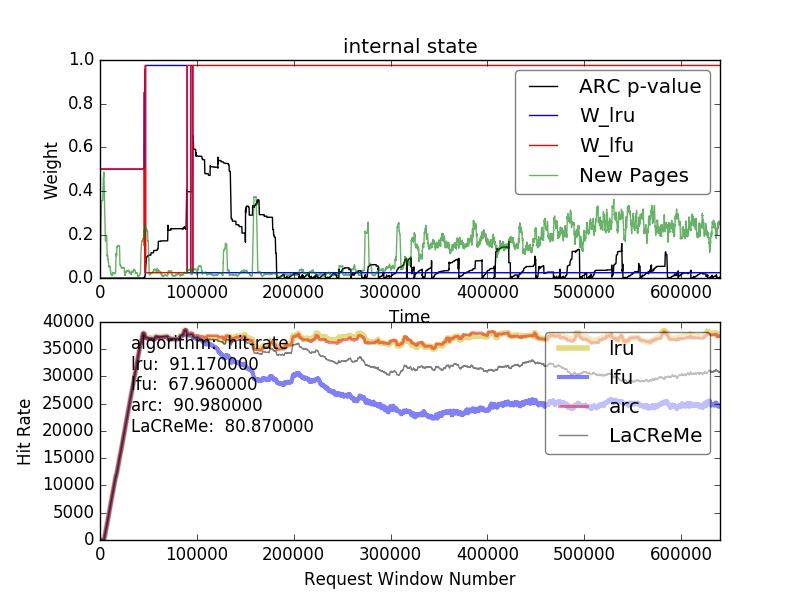 internal state
1.0
0.8
0.6
0.4
0.2
0.0
Weight
ARC p-value
W_lru
W_lfu
New Pages
0 100000 200000 300000 400000 500000 600000
Time
40000
35000
30000
25000
20000
15000
10000
5000
0
Hit Rate
algorithm: hit-rate
lru: 91.170000
lfu: 67.960000
arc: 90.980000
LaCReMe: 80.870000
lru
lfu
arc
LaCReMe
0 100000 200000 300000 400000 500000 600000
Request Window Number